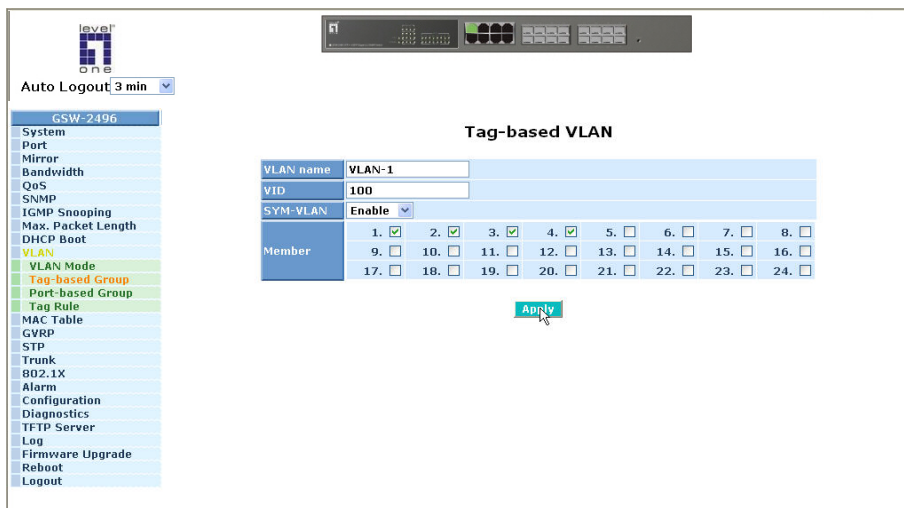 level
one
Auto Logout 3 min
GSW-2496
System
Port
Mirror
Bandwidth
QoS
SNMP
IGMP Snooping
Max. Packet Length
DHCP Boot
VLAN
VLAN Mode
Tag-based Group
Port-based Group
Tag Rule
MAC Table
GVRP
STP
Trunk
802.1X
Alarm
Configuration
Diagnostics
TFTP Server
Log
Firmware Upgrade
Reboot
Logout
Tag-based VLAN
VLAN name VLAN-1
VID 100
SYM-VLAN Enable
Member
1. 2. 3. 4. 5. 6. 7. 8.
9. 10. 11. 12. 13. 14. 15. 16.
17. 18. 19. 20. 21. 22. 23. 24.
Apply